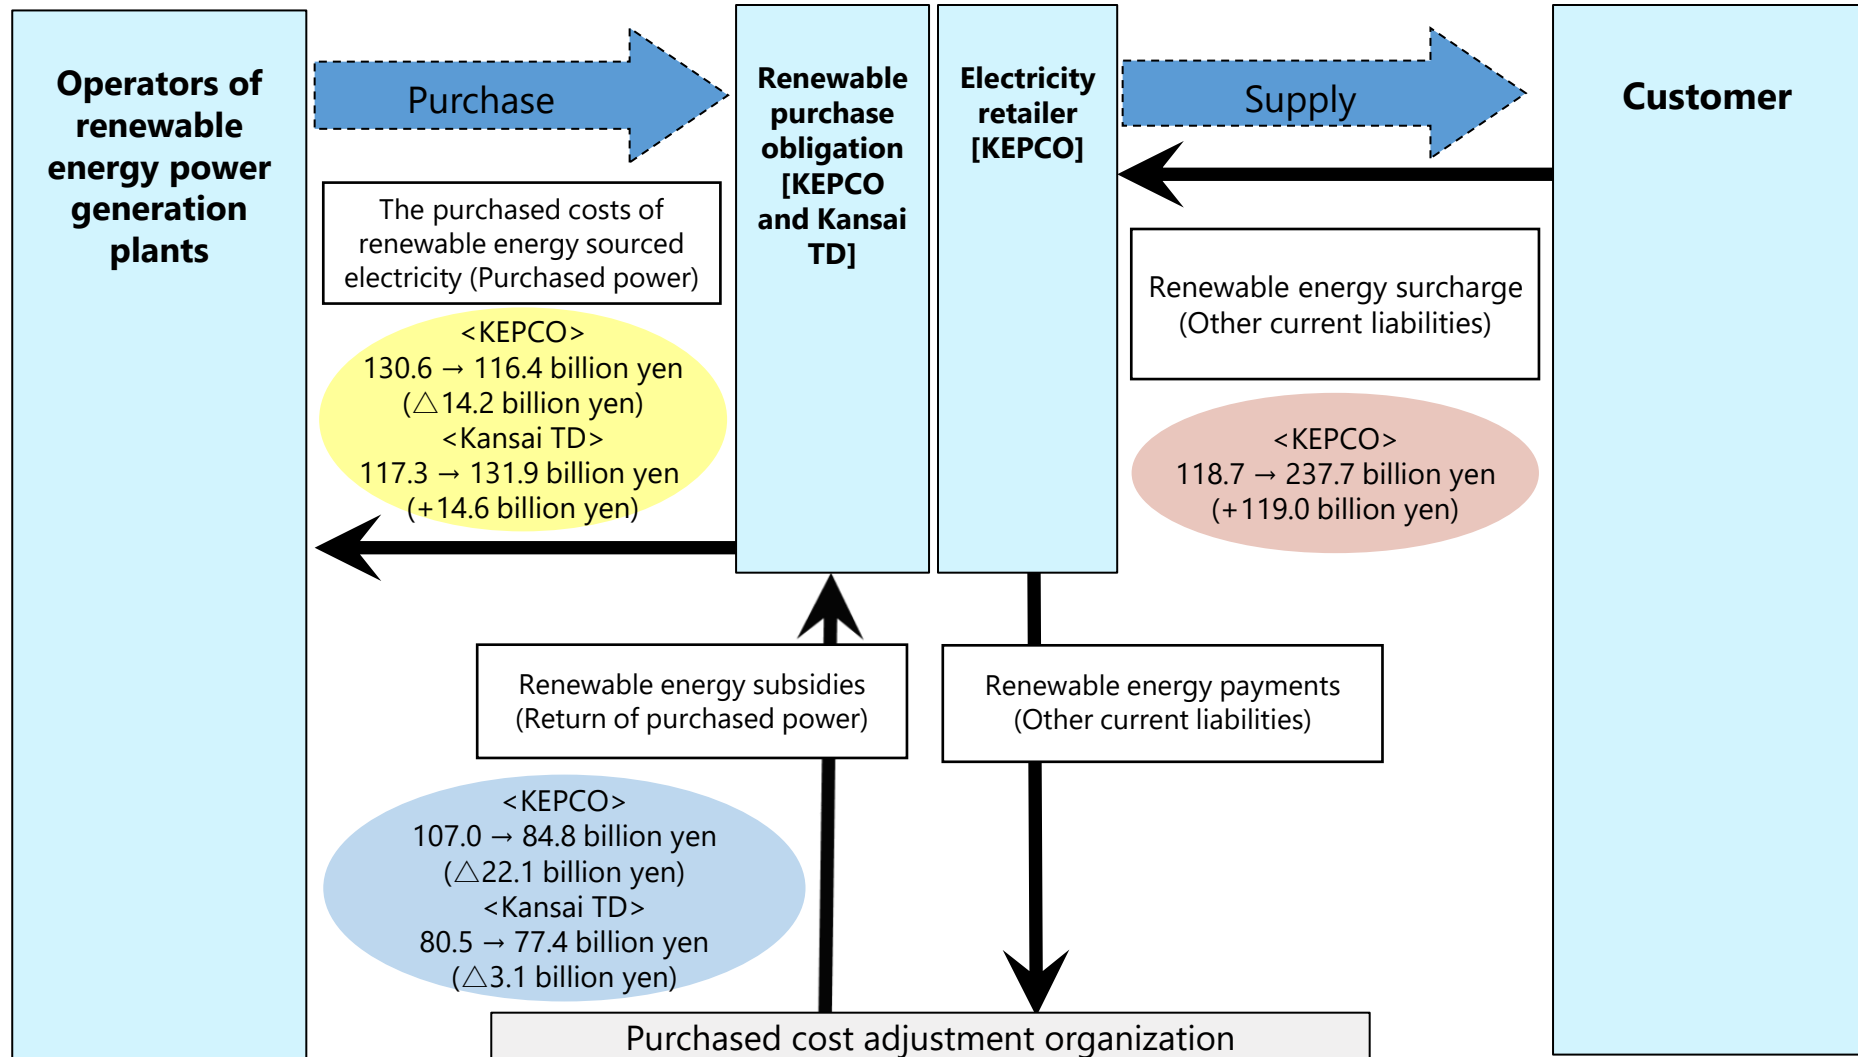 Operators of
renewable
energy power
generation
plants
Purchase
The purchased costs of
renewable energy sourced
electricity (Purchased power)
<KEPCO>
130.6 → 116.4 billion yen
(△14.2 billion yen)
<Kansai TD>
117.3 → 131.9 billion yen
(+14.6 billion yen)
Renewable
purchase
obligation
[KEPCO
and Kansai
TD]
Electricity
retailer
[KEPCO]
Supply
Customer
Renewable energy surcharge
(Other current liabilities)
<KEPCO>
118.7 → 237.7 billion yen
(+119.0 billion yen)
Renewable energy subsidies
(Return of purchased power)
Renewable energy payments
(Other current liabilities)
<KEPCO>
107.0 → 84.8 billion yen
(△22.1 billion yen)
<Kansai TD>
80.5 → 77.4 billion yen
(△3.1 billion yen)
Purchased cost adjustment organization